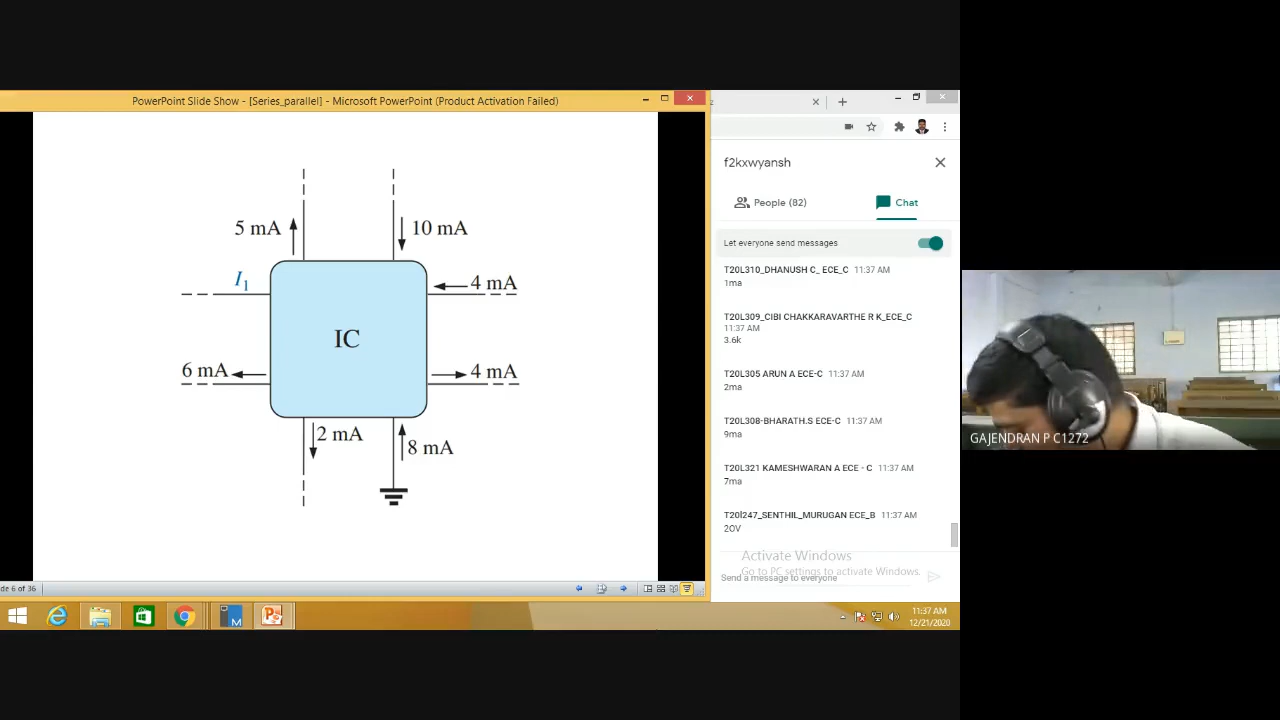 PowerPoint Slide Show - [Series_parallel] - Microsoft PowerPoint (Product Activation Failed)
5 mA
10 mA
I1
4 mA
IC
6 mA
4 mA
2 mA
8 mA
de 6 of 36
f2kxwyansh
People (82)
Chat
Let everyone send messages
T20L310_DHANUSH C_ ECE_C 11:37 AM
1ma
T20L309_CIBI CHAKKARAVARTHE R K_ECE_C
11:37 AM
3.6k
T20L305 ARUN A ECE-C 11:37 AM
2ma
T20L308-BHARATH.S ECE-C 11:37 AM
9ma
T20L321 KAMESHWARAN A ECE - C 11:37 AM
7ma
T20l247_SENTHIL_MURUGAN ECE_B 11:37 AM
20V
Activate Windows
Go to PC settings to activate Windows.
Send a message to everyone
11:37 AM
12/21/2020
GAJENDRAN P C1272